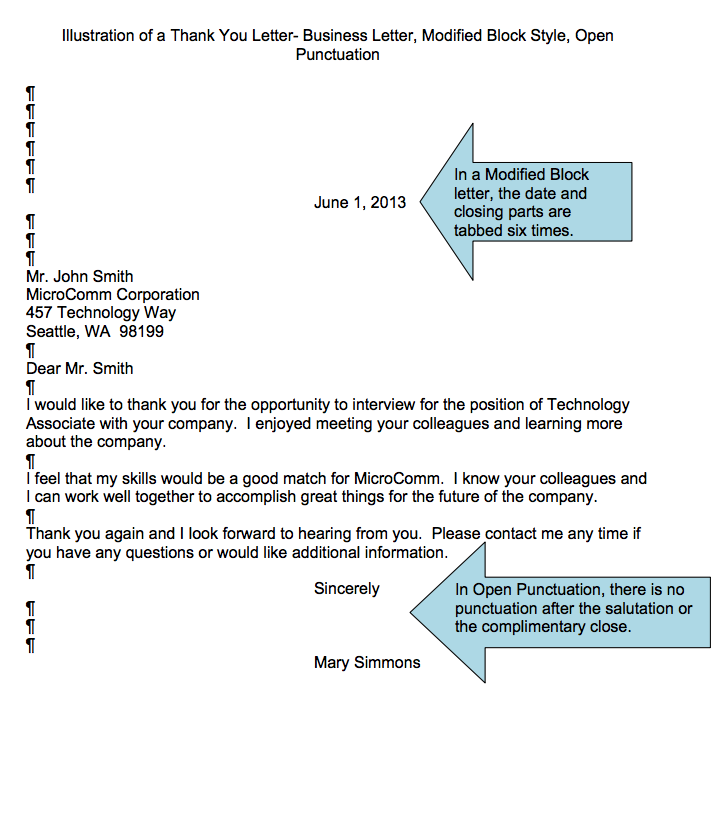 Illustration of a Thank You Letter- Business Letter, Modified Block Style, Open
Punctuation
¶
¶
¶
¶
¶
¶
June 1, 2013
In a Modified Block
letter, the date and
closing parts are
tabbed six times.
¶
¶
¶
Mr. John Smith
MicroComm Corporation
457 Technology Way
Seattle, WA  98199
¶
Dear Mr. Smith
¶
I would like to thank you for the opportunity to interview for the position of Technology
Associate with your company.  I enjoyed meeting your colleagues and learning more
about the company.
¶
I feel that my skills would be a good match for MicroComm.  I know your colleagues and
I can work well together to accomplish great things for the future of the company.
¶
Thank you again and I look forward to hearing from you.  Please contact me any time if
you have any questions or would like additional information.
¶
Sincerely
In Open Punctuation, there is no
punctuation after the salutation or
the complimentary close.
¶
¶
¶
Mary Simmons